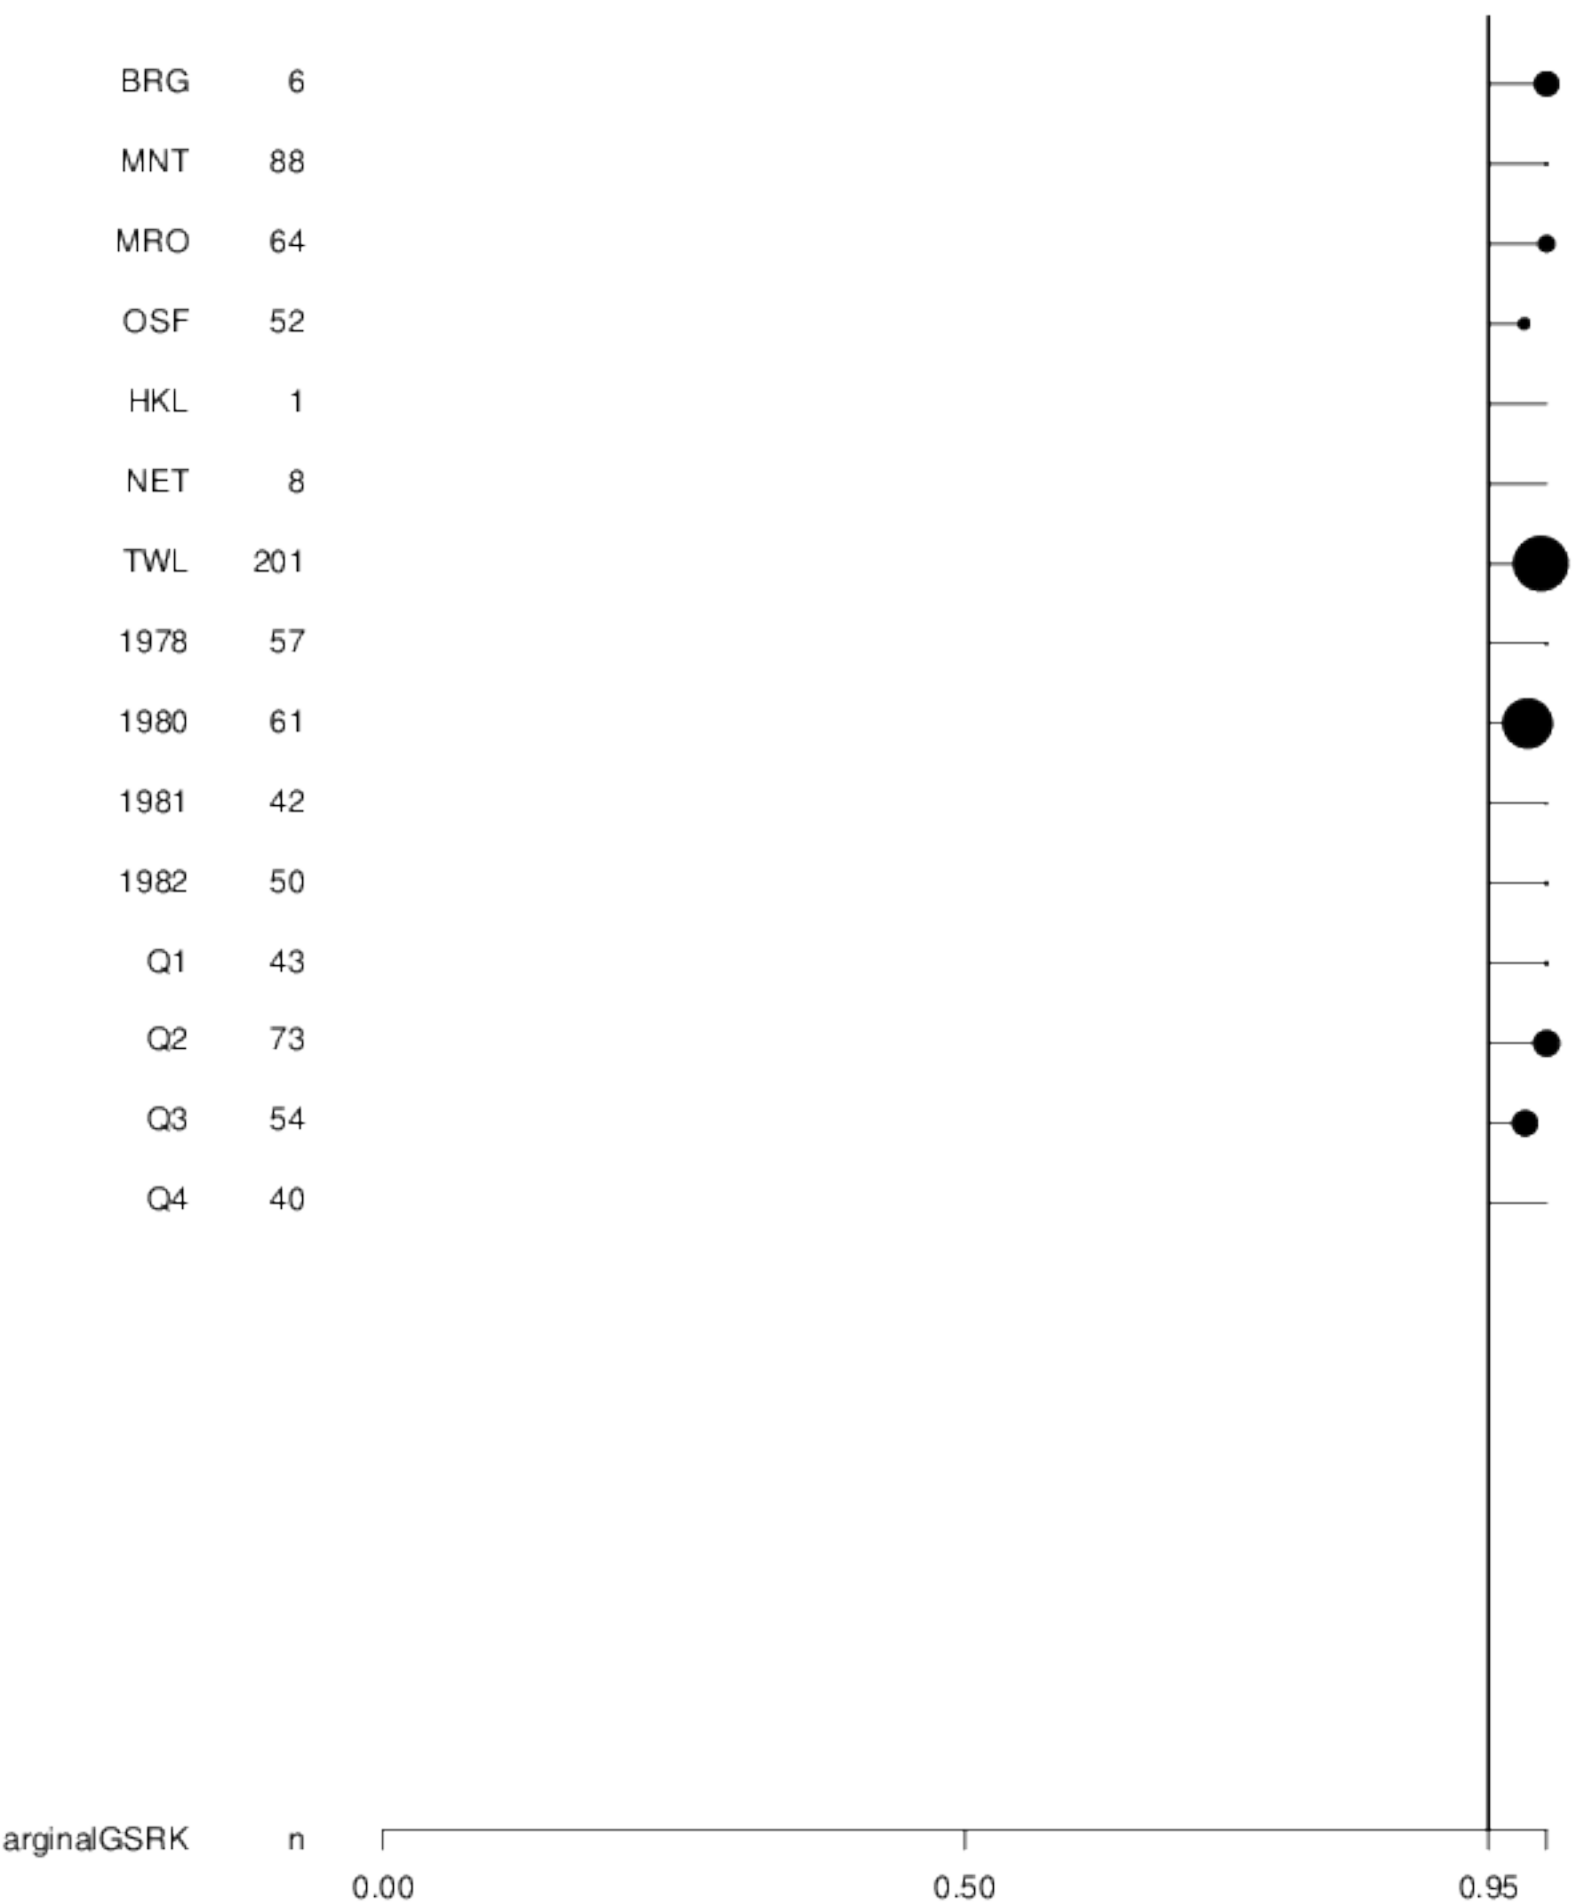 BRG 6
MNT 88
MRO 64
OSF 52
HKL 1
NET 8
TWL 201
1978 57
1980 61
1981 42
1982 50
Q1 43
Q2 73
Q3 54
Q4 40
arginalGSRK n
0.00 0.50 0.95